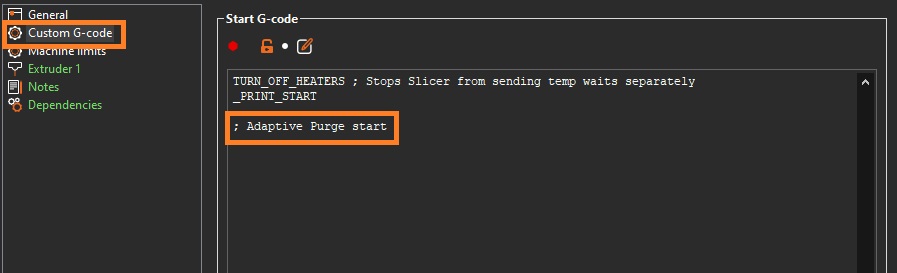 General
Custom G-code
Machine limits
Extruder 1
Notes
Dependencies
Start G-code
TURN_OFF_HEATERS ; Stops Slicer from sending temp waits separately
_PRINT_START
; Adaptive Purge start